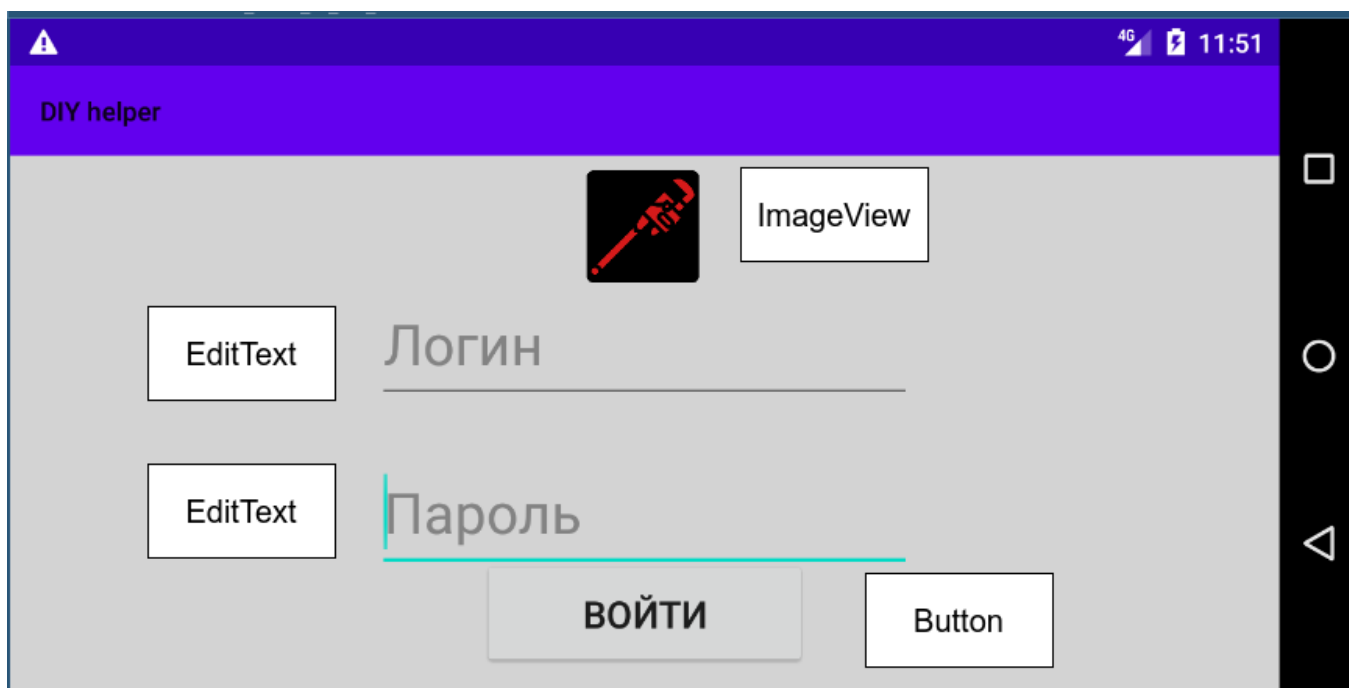 4G 11:51
DIY helper
ImageView
EditText Логин
EditText Пароль
ВОЙТИ Button